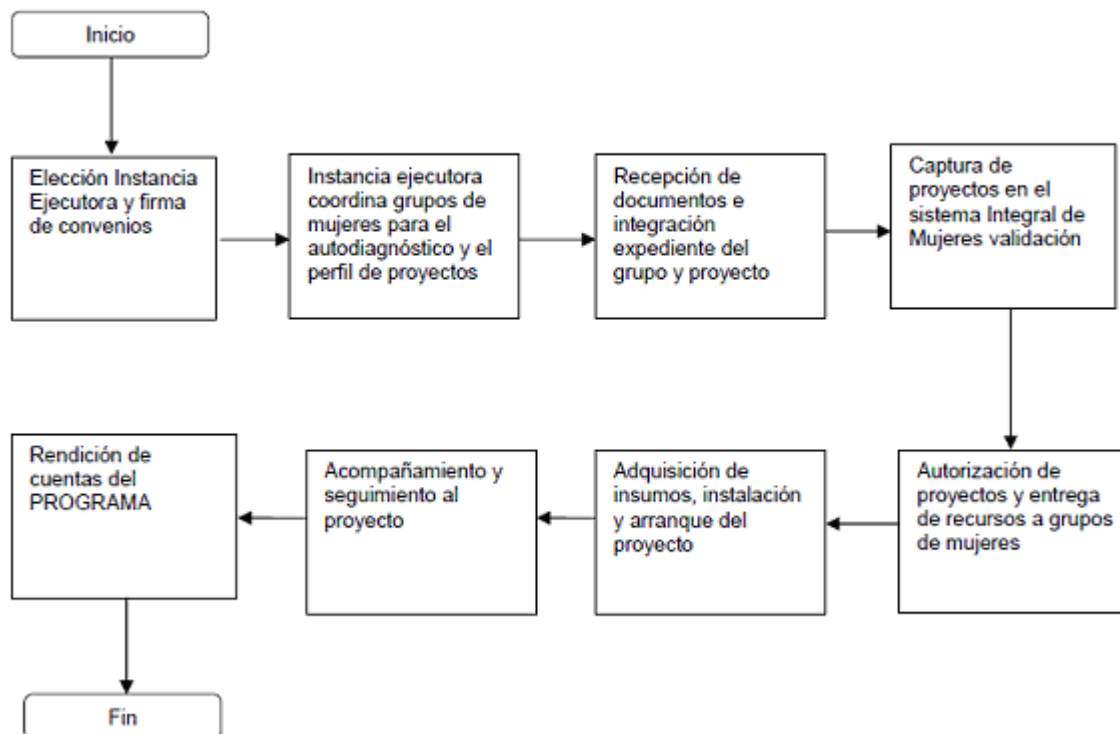 Inicio
Elección Instancia
Ejecutora y firma
de convenios
Instancia ejecutora
coordina grupos de
mujeres para el
autodiagnóstico y el
perfil de proyectos
Recepción de
documentos e
integración
expediente del
grupo y proyecto
Captura de
proyectos en el
sistema Integral de
Mujeres validación
Autorización de
proyectos y entrega
de recursos a grupos
de mujeres
Adquisición de
insumos, instalación
y arranque del
proyecto
Acompañamiento y
seguimiento al
proyecto
Rendición de
cuentas del
PROGRAMA
Fin